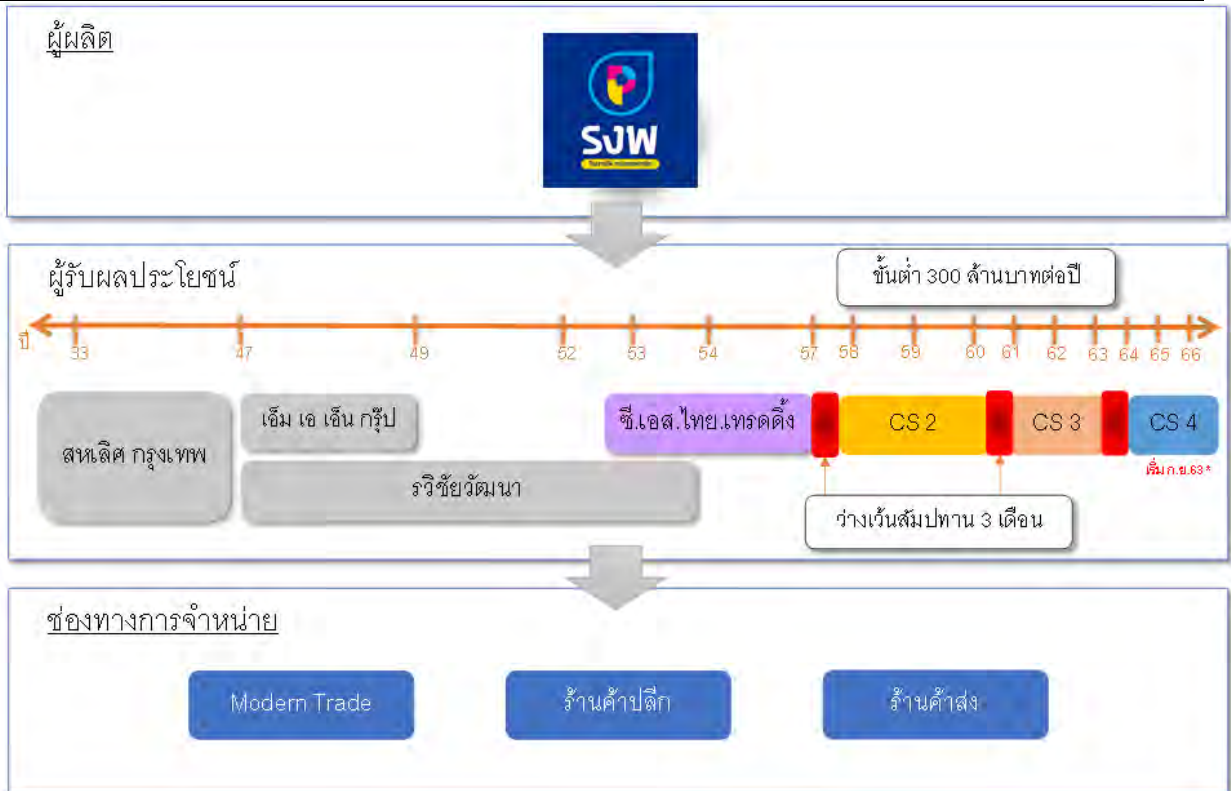 ผู้ผลิต
รงพ
ผู้รับผลประโยชน์
ขั้นต่ำ 300 ล้านบาทต่อปี
ปี 33 47 49 52 53 54 57 58 59 60 61 62 63 64 65 66
สหเลิศ กรุงเทพ
เอ็ม เอ เอ็น กรุ๊ป
รวิชัยวัฒนา
ซี.เอส.ไทย.เทรดดิ้ง
CS 2
CS 3
CS 4
เริ่ม ก.ย.63*
ว่างเว้นสัมปทาน 3 เดือน
ช่องทางการจำหน่าย
Modern Trade
ร้านค้าปลีก
ร้านค้าส่ง